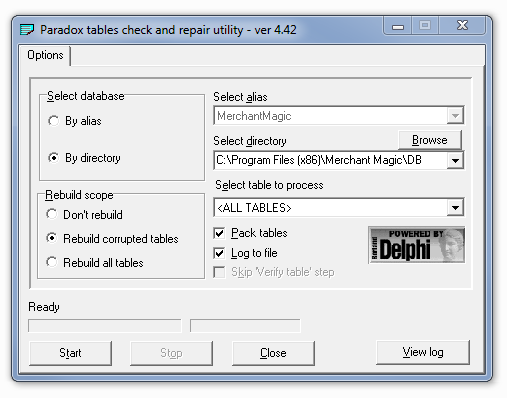 Paradox tables check and repair utility - ver 4.42
Options
Select database
By alias
By directory
Rebuild scope
Don't rebuild
Rebuild corrupted tables
Rebuild all tables
Select alias
MerchantMagic
Select directory
Browse
C:\Program Files (x86)\Merchant Magic\DB
Select table to process
<ALL TABLES>
Pack tables
Log to file
Skip 'Verify table' step
POWERED BY
Borland
Delphi
Ready
Start
Stop
Close
View log